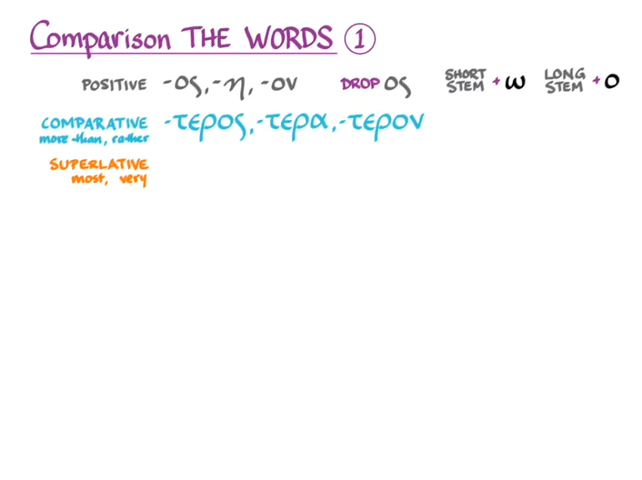 Comparison THE WORDS ①
POSITIVE -ος, -η, -ον DROP ος SHORT STEM + ω LONG STEM + ο
COMPARATIVE -τερος, -τερα, -τερον
more than, rather
SUPERLATIVE
most, very